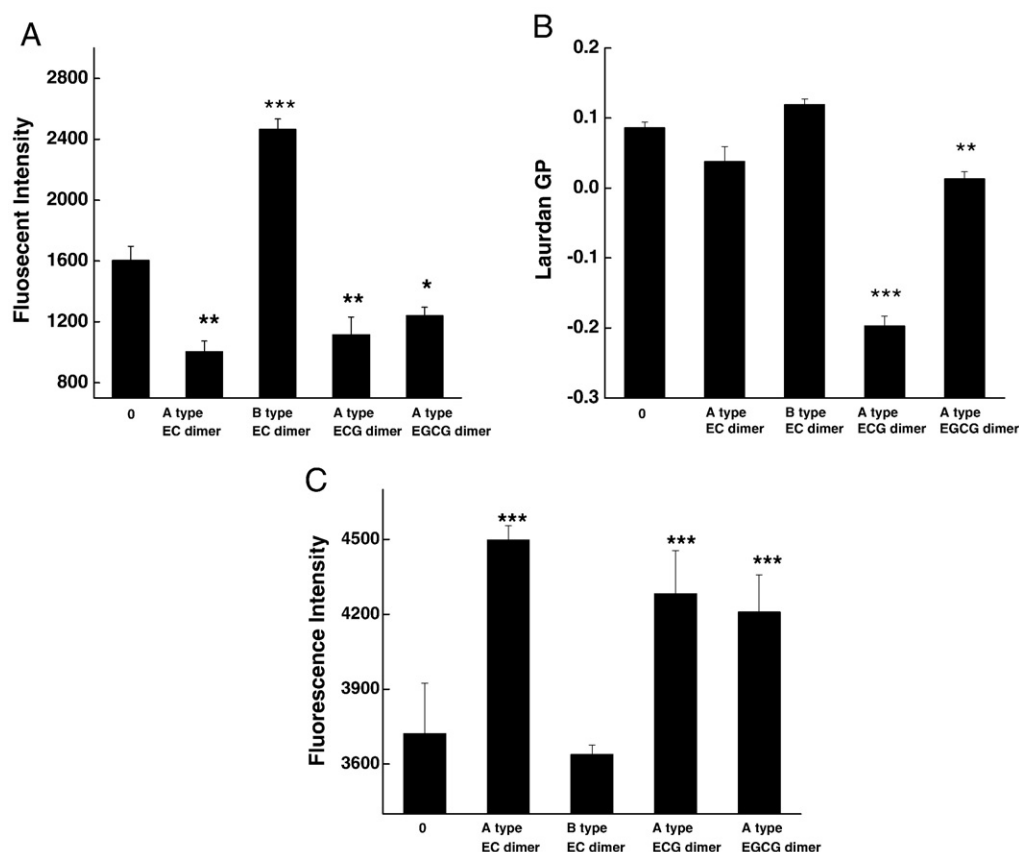 A
Fluosecent Intensity
2800
2400
2000
1600
1200
800
***
**
**
*
0
A type
EC dimer
B type
EC dimer
A type
ECG dimer
A type
EGCG dimer
B
Laurdan GP
0.2
0.1
0.0
-0.1
-0.2
-0.3
***
**
0
A type
EC dimer
B type
EC dimer
A type
ECG dimer
A type
EGCG dimer
C
Fluorescence Intensity
4500
4200
3900
3600
***
***
***
0
A type
EC dimer
B type
EC dimer
A type
ECG dimer
A type
EGCG dimer